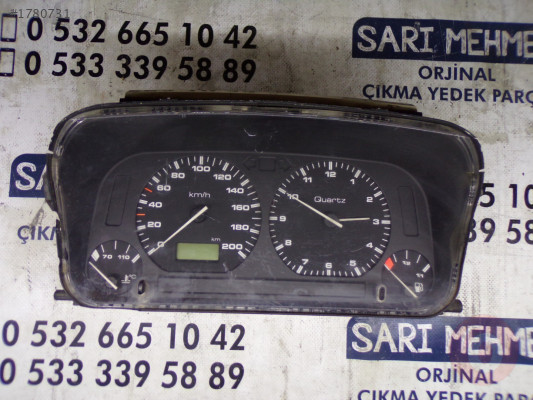 #1780731
0 532 665 10 42
0 533 339 58 89
SARI MEHME
ORJİNAL
ÇIKMA YEDEK PARÇ
100
80
120
60
km/h
140
40
160
20
180
0
km
200
12
11
1
10
2
Quartz
9
3
8
4
7
5
6
70 110
°C
1/1
0 532 665 10 42
0 533 339 58 89
SARI MEHME
ORJİNAL
ÇIKMA YEDEK PARÇ